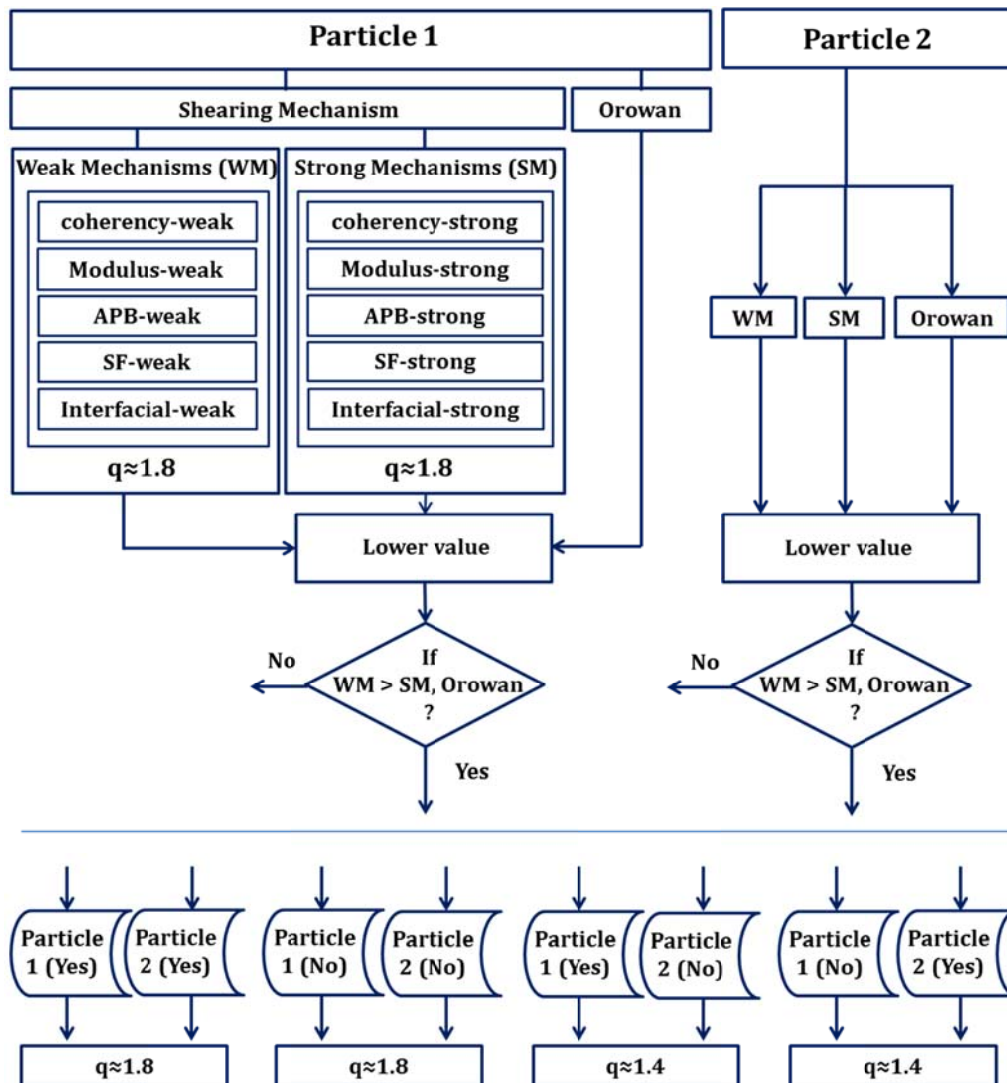 Particle 1
Shearing Mechanism
Orowan
Weak Mechanisms (WM)
coherency-weak
Modulus-weak
APB-weak
SF-weak
Interfacial-weak
q≈1.8
Strong Mechanisms (SM)
coherency-strong
Modulus-strong
APB-strong
SF-strong
Interfacial-strong
q≈1.8
Lower value
If
WM > SM, Orowan
?
No
Yes
Particle 2
WM
SM
Orowan
Lower value
If
WM > SM, Orowan
?
No
Yes
Particle
1 (Yes)
Particle
2 (Yes)
q≈1.8
Particle
1 (No)
Particle
2 (No)
q≈1.8
Particle
1 (Yes)
Particle
2 (No)
q≈1.4
Particle
1 (No)
Particle
2 (Yes)
q≈1.4